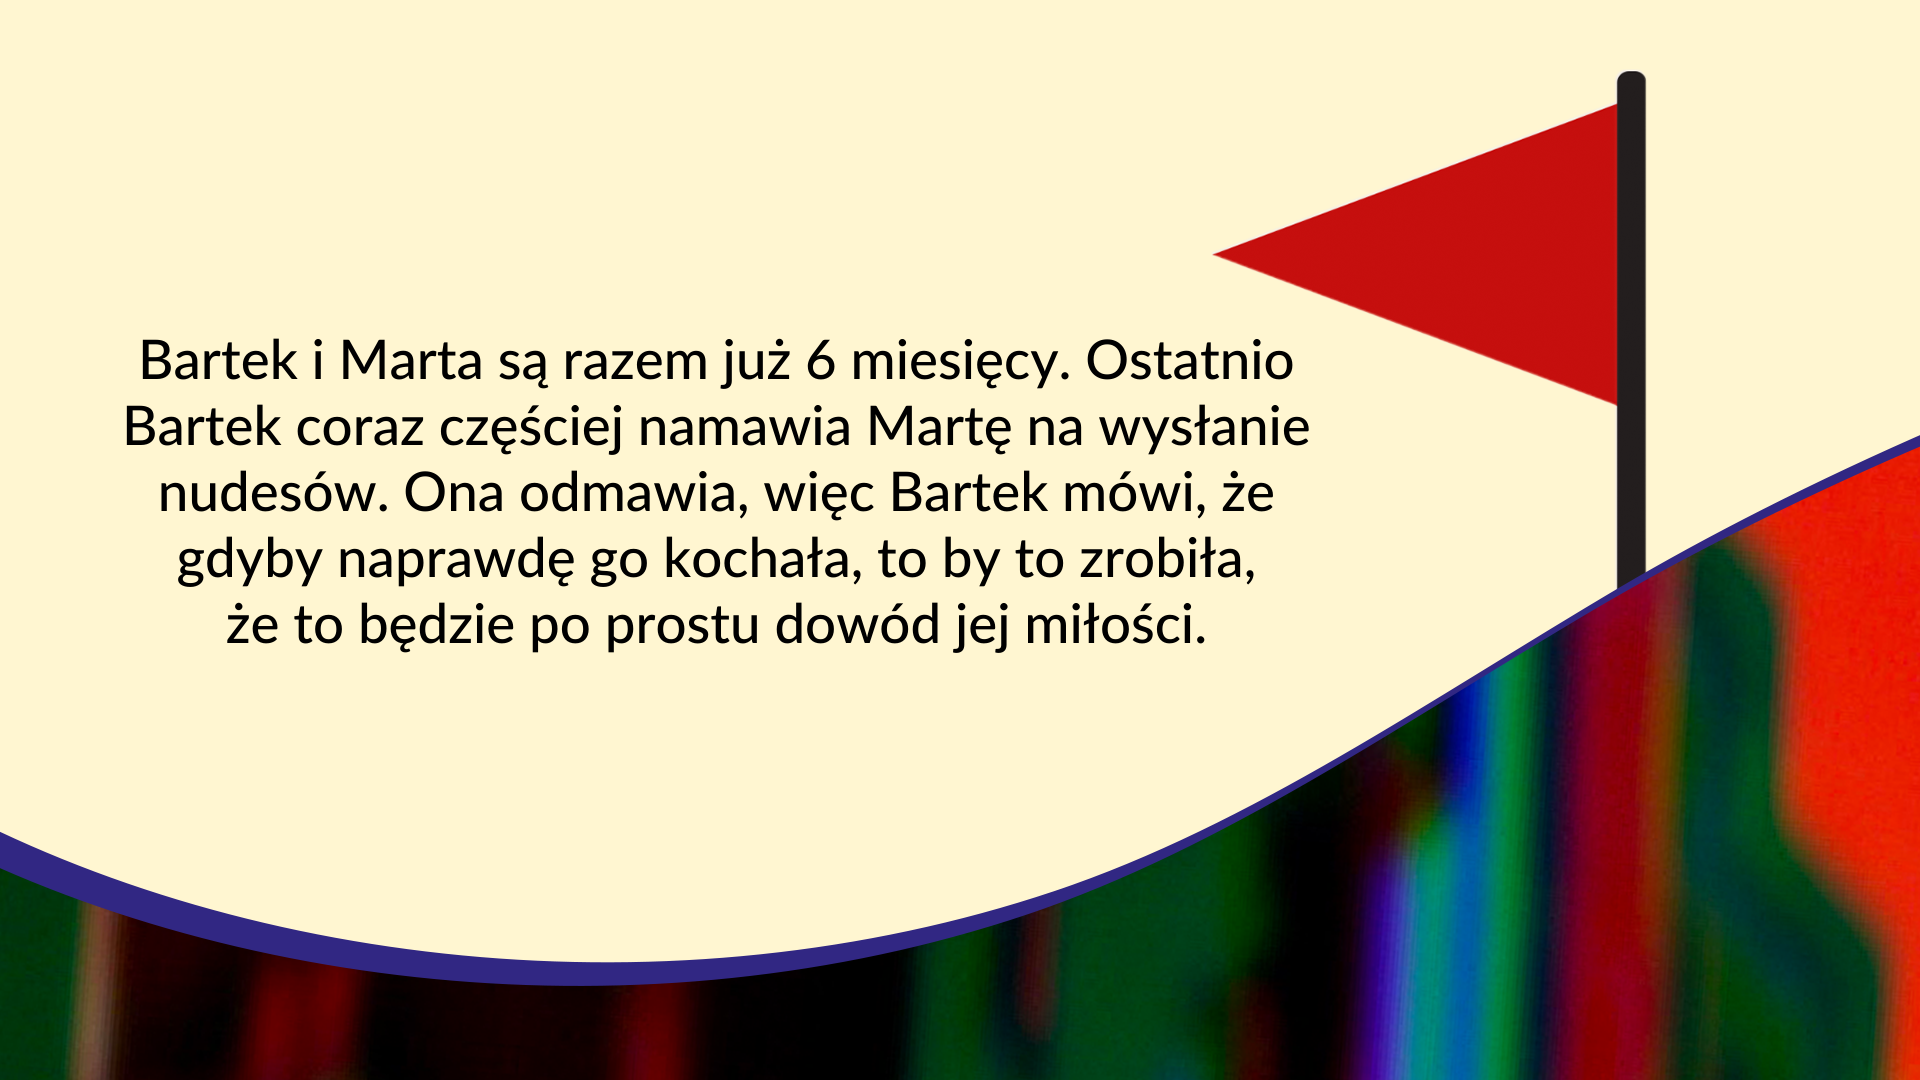 Bartek i Marta są razem już 6 miesięcy. Ostatnio
Bartek coraz częściej namawia Martę na wysłanie
nudesów. Ona odmawia, więc Bartek mówi, że
gdyby naprawdę go kochała, to by to zrobiła,
że to będzie po prostu dowód jej miłości.